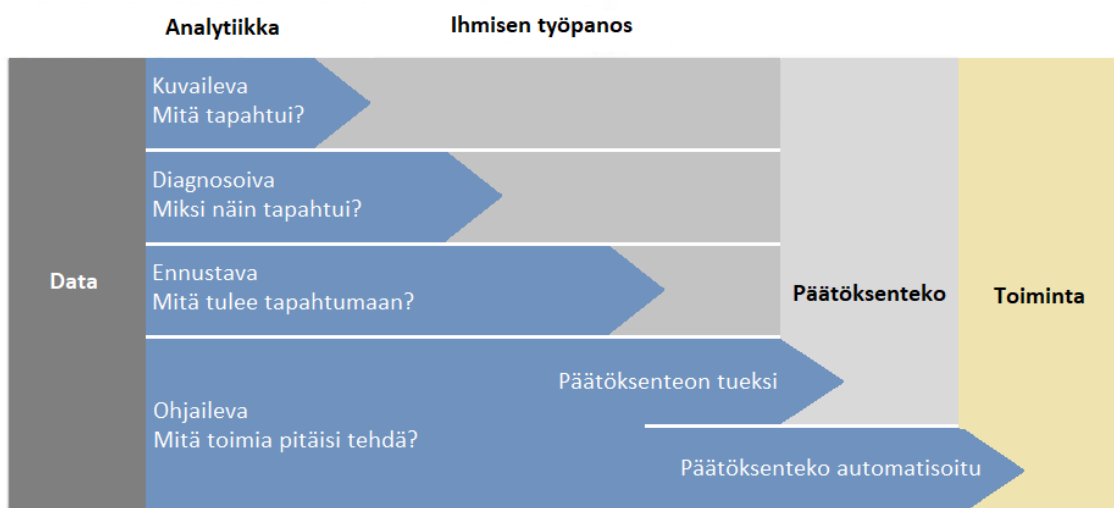 Analytiikka
Ihmisen työpanos
Data
Kuvaileva
Mitä tapahtui?
Diagnosoiva
Miksi näin tapahtui?
Ennustava
Mitä tulee tapahtumaan?
Ohjaileva
Mitä toimia pitäisi tehdä?
Päätöksenteon tueksi
Päätöksenteko automatisoitu
Päätöksenteko
Toiminta